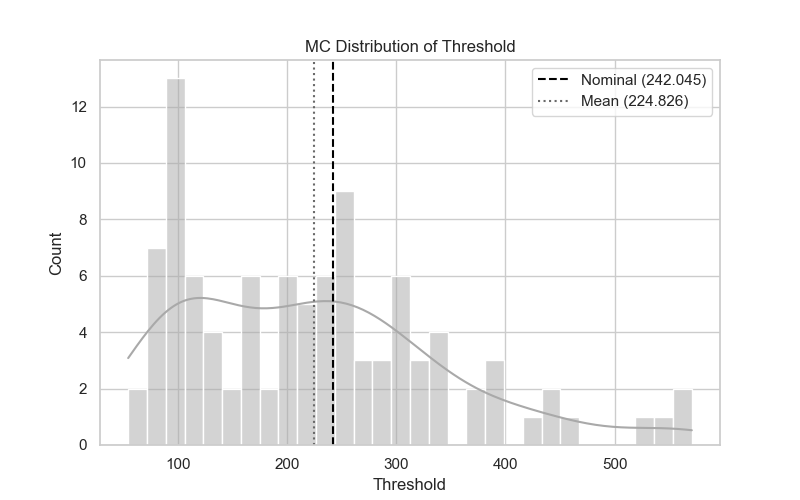 MC Distribution of Threshold
Nominal (242.045)
Mean (224.826)
Count
12
10
8
6
4
2
0
100 200 300 400 500
Threshold